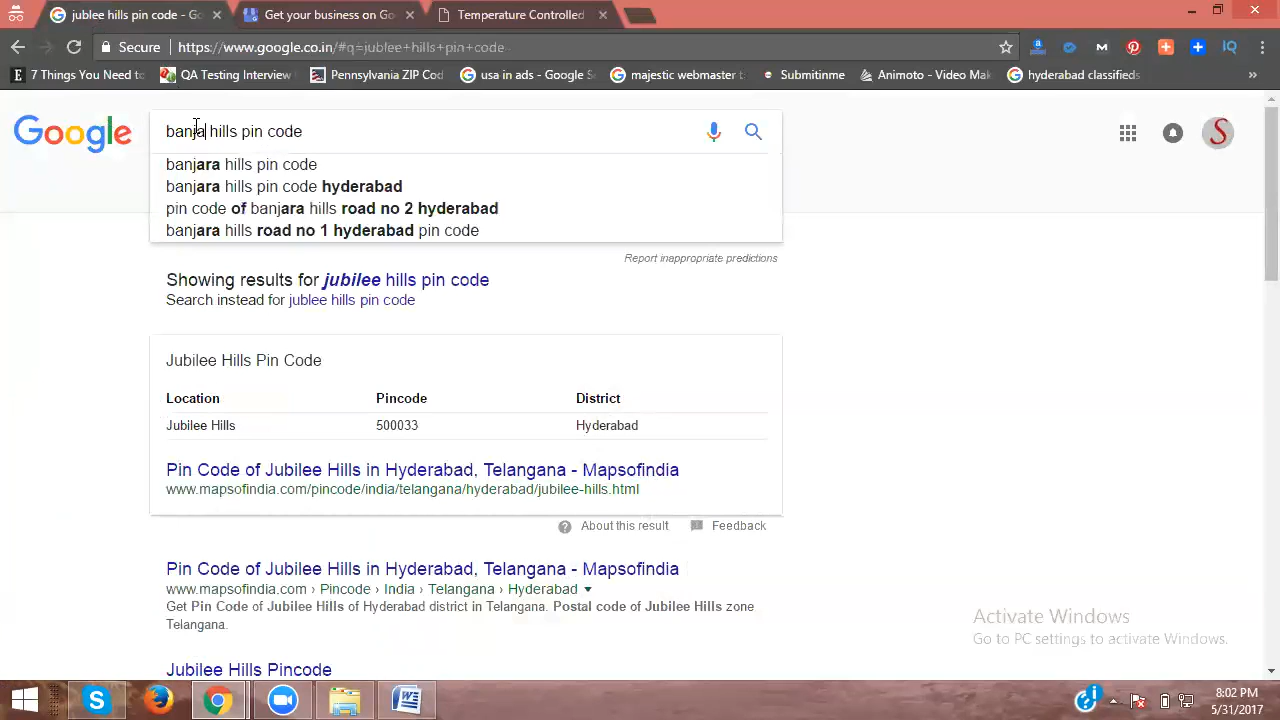 jublee hills pin code - Go
Get your business on Go
Temperature Controlled
Secure
https://www.google.co.in/#q=jublee+hills+pin+code
7 Things You Need to
QA Testing Interview
Pennsylvania ZIP Cod
usa in ads - Google Se
majestic webmaster t
Submitinme
Animoto - Video Mak
hyderabad classifieds
»
Google
banja hills pin code
S
banjara hills pin code
banjara hills pin code hyderabad
pin code of banjara hills road no 2 hyderabad
banjara hills road no 1 hyderabad pin code
Report inappropriate predictions
Showing results for jubilee hills pin code
Search instead for jublee hills pin code
Jubilee Hills Pin Code
Location Pincode District
Jubilee Hills 500033 Hyderabad
Pin Code of Jubilee Hills in Hyderabad, Telangana - Mapsofindia
www.mapsofindia.com/pincode/india/telangana/hyderabad/jubilee-hills.html
About this result Feedback
Pin Code of Jubilee Hills in Hyderabad, Telangana - Mapsofindia
www.mapsofindia.com › Pincode › India › Telangana › Hyderabad
Get Pin Code of Jubilee Hills of Hyderabad district in Telangana. Postal code of Jubilee Hills zone
Telangana.
Jubilee Hills Pincode
Activate Windows
Go to PC settings to activate Windows.
8:02 PM
5/31/2017